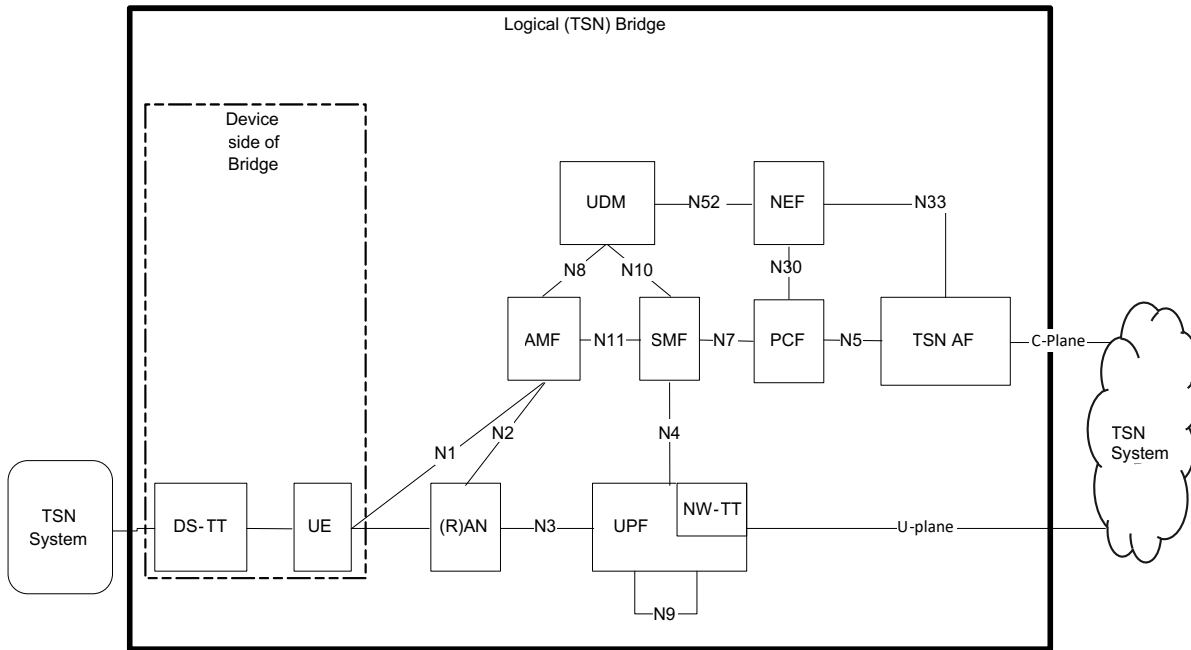 Logical (TSN) Bridge
Device
side of
Bridge
UDM
N52
NEF
N33
N8
N10
N30
AMF
N11
SMF
N7
PCF
N5
TSN AF
C-Plane
N1
N2
N4
TSN
System
TSN
System
DS-TT
UE
(R)AN
N3
UPF
NW-TT
U-plane
N9